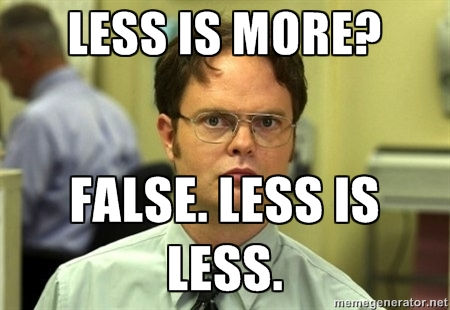 LESS IS MORE?
FALSE. LESS IS
LESS.
memegenerator.net